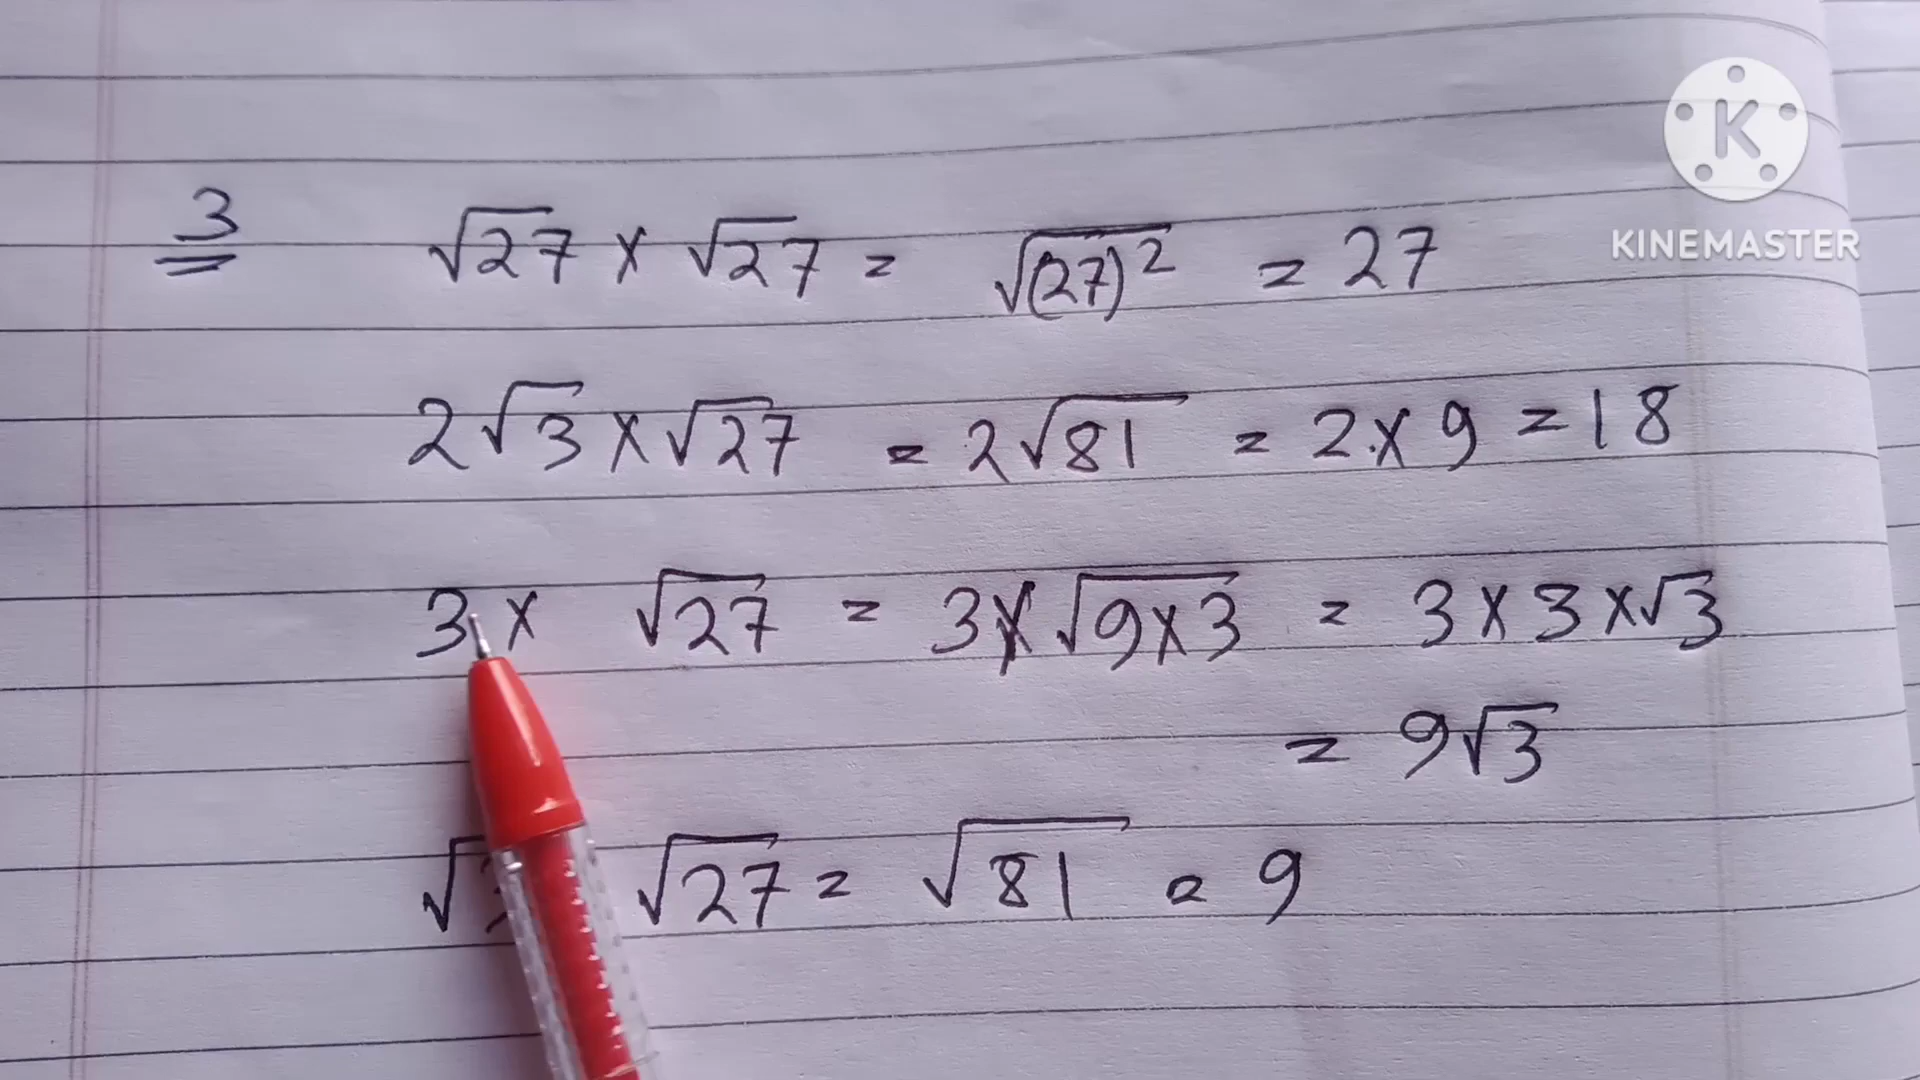 3 √27 × √27 = √(27)² = 27
2√3 × √27 = 2√81 = 2 × 9 = 18
3 × √27 = 3 × √9×3 = 3 × 3 × √3
= 9√3
√ √27 = √81 = 9
K
KINEMASTER